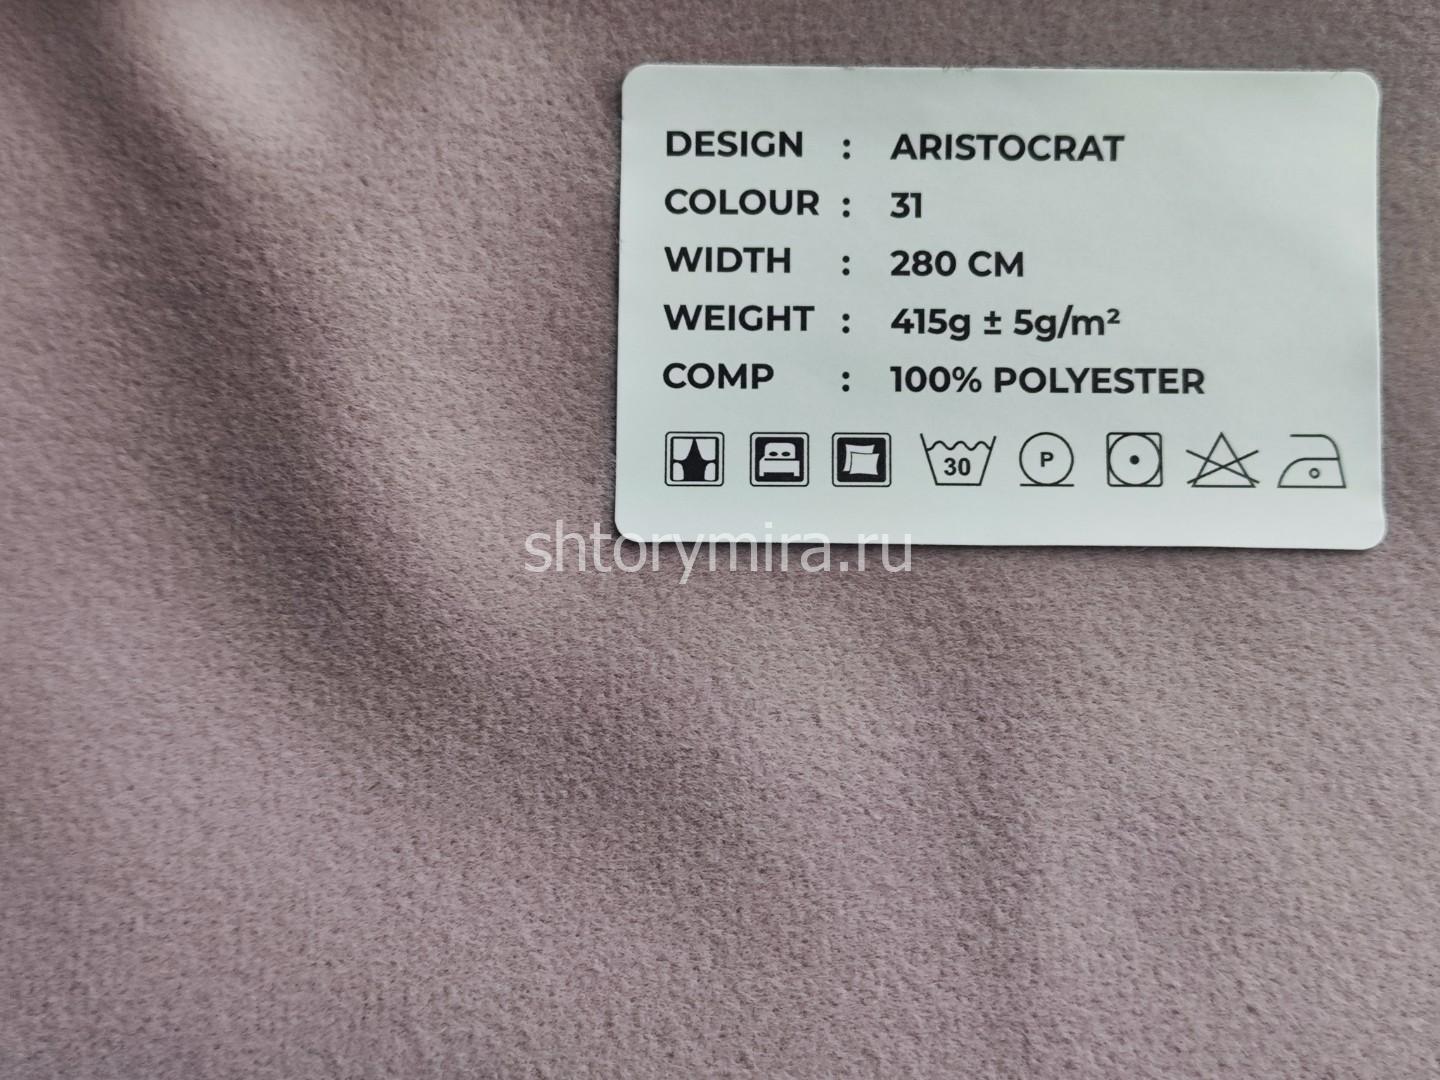 DESIGN : ARISTOCRAT
COLOUR : 31
WIDTH : 280 CM
WEIGHT : 415g ± 5g/m²
COMP : 100% POLYESTER
30 P
shtorymira.ru